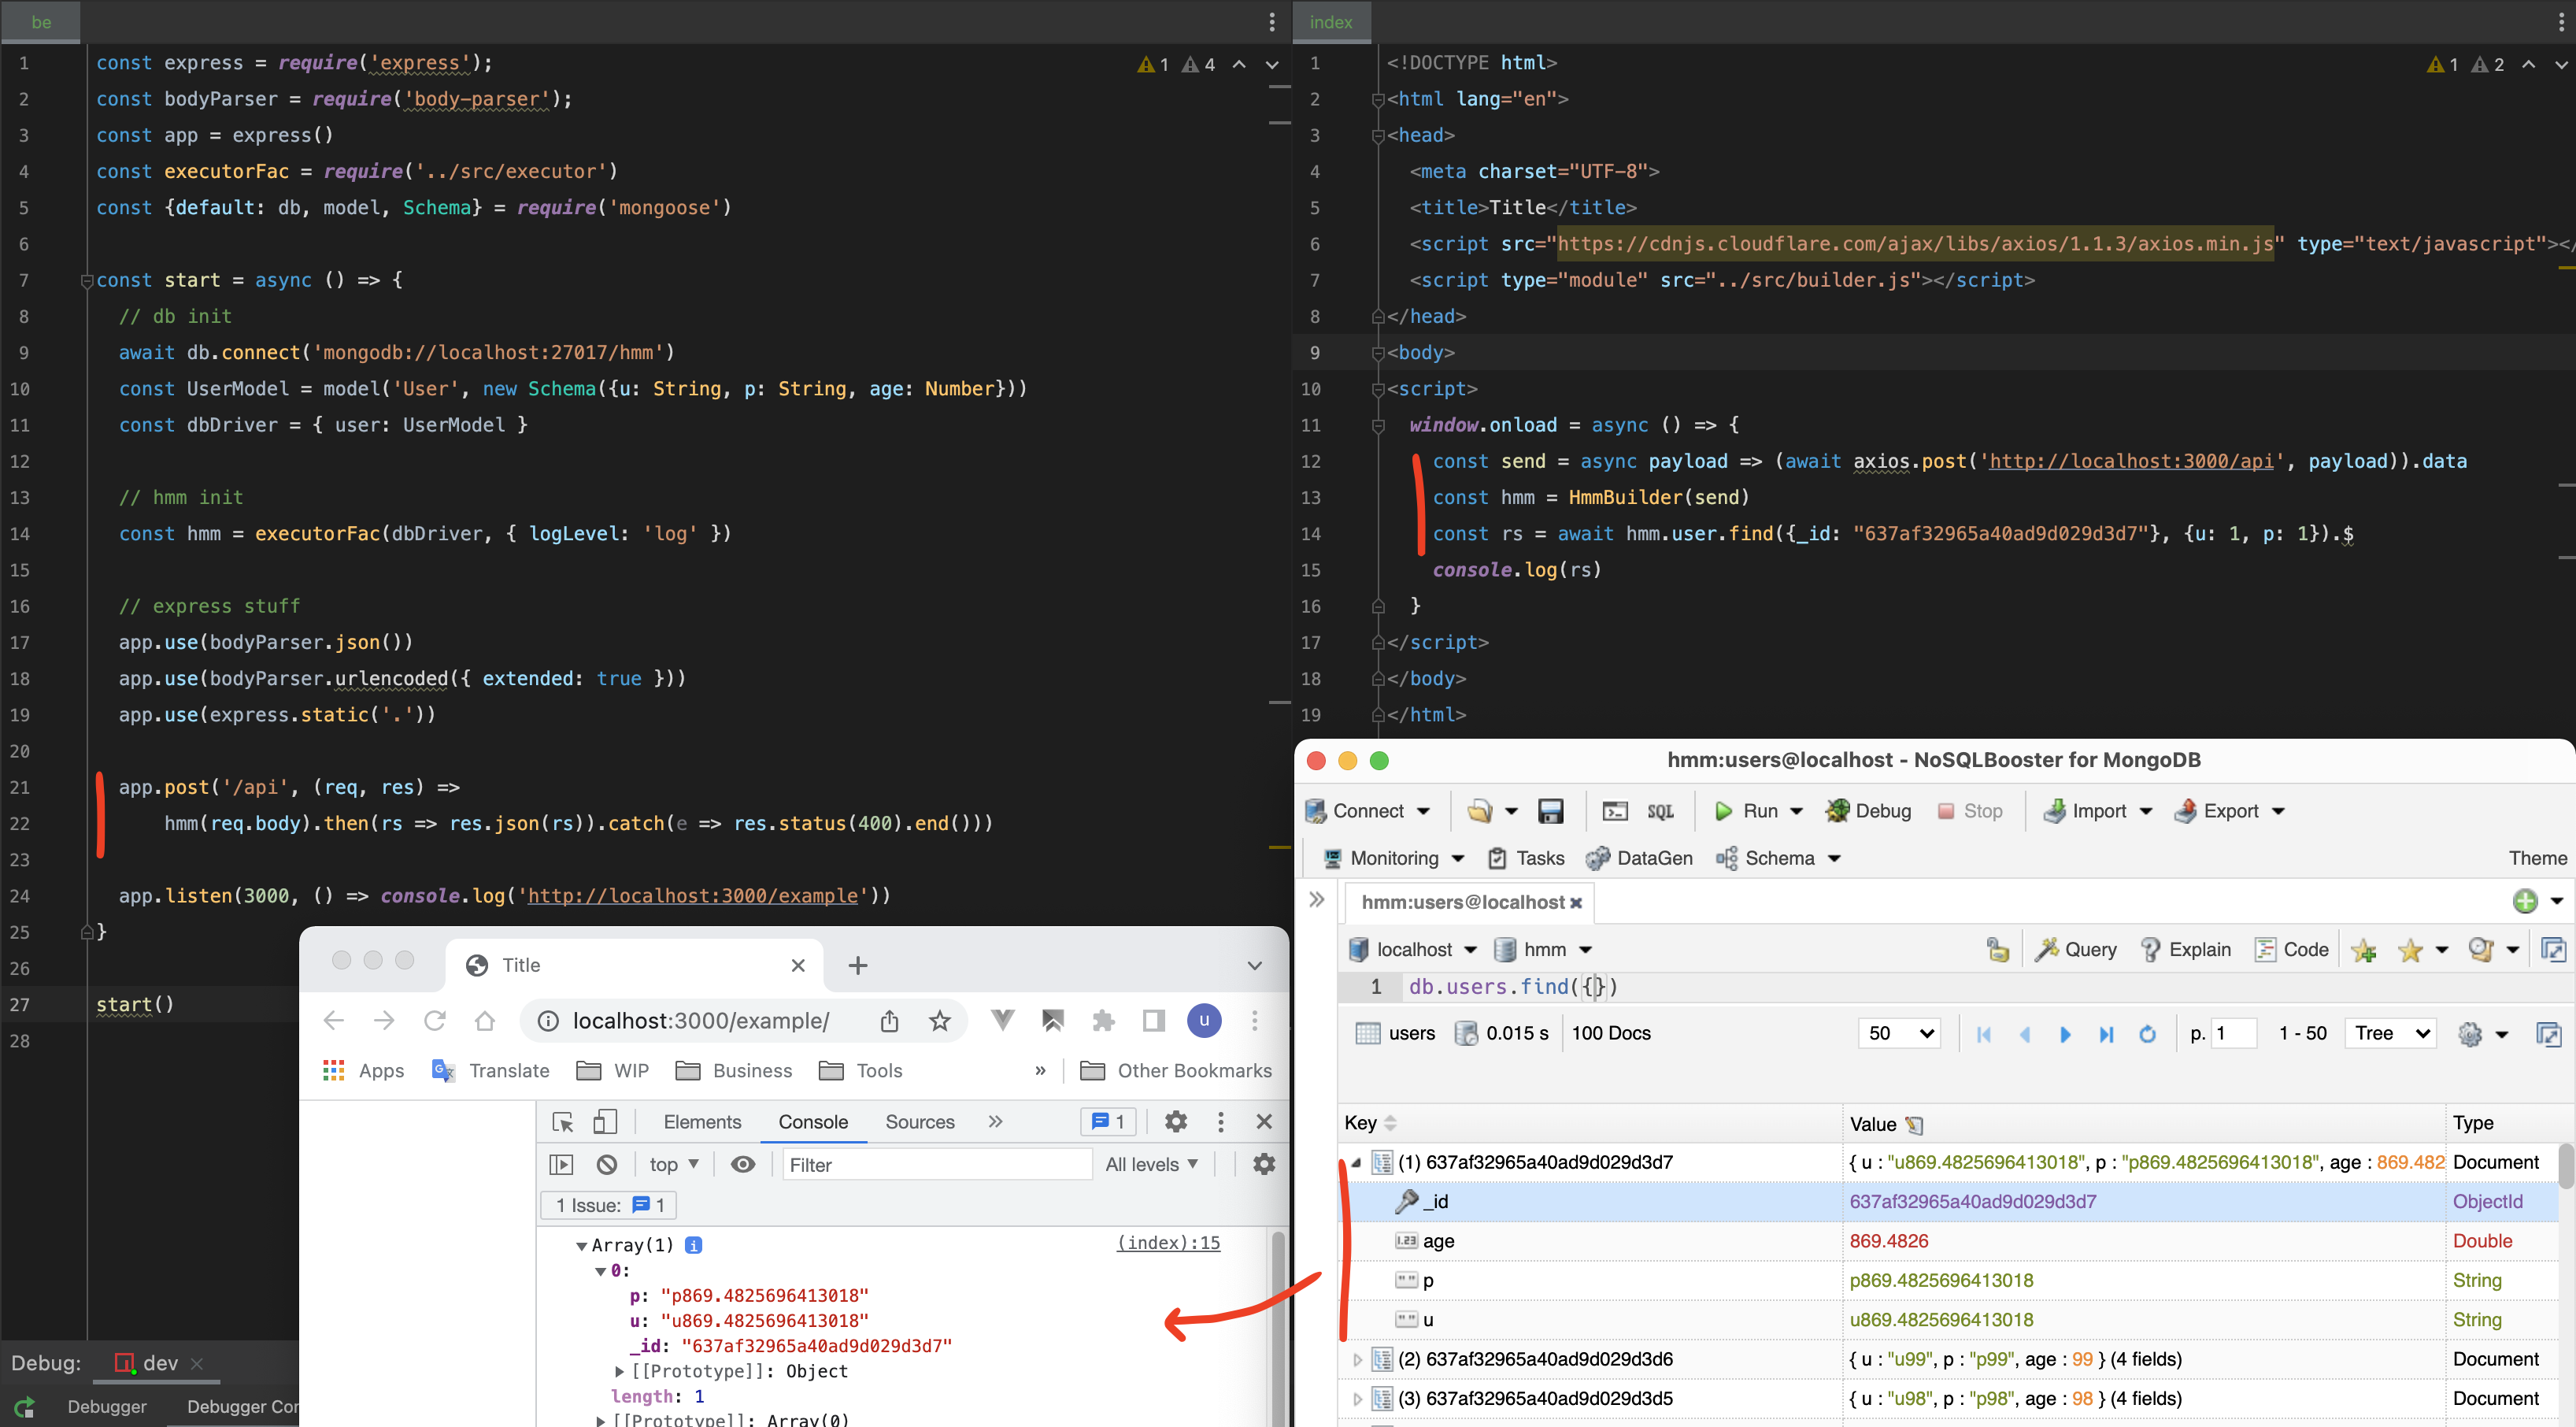 be
1 4
1 const express = require('express');
2 const bodyParser = require('body-parser');
3 const app = express()
4 const executorFac = require('../src/executor')
5 const {default: db, model, Schema} = require('mongoose')
6
7 const start = async () => {
8 // db init
9 await db.connect('mongodb://localhost:27017/hmm')
10 const UserModel = model('User', new Schema({u: String, p: String, age: Number}))
11 const dbDriver = { user: UserModel }
12
13 // hmm init
14 const hmm = executorFac(dbDriver, { logLevel: 'log' })
15
16 // express stuff
17 app.use(bodyParser.json())
18 app.use(bodyParser.urlencoded({ extended: true }))
19 app.use(express.static('.'))
20
21 app.post('/api', (req, res) =>
22 hmm(req.body).then(rs => res.json(rs)).catch(e => res.status(400).end()))
23
24 app.listen(3000, () => console.log('http://localhost:3000/example'))
25 }
26
27 start()
28
Debug: dev
Debugger Debugger Con
index
1 2
1 <!DOCTYPE html>
2 <html lang="en">
3 <head>
4 <meta charset="UTF-8">
5 <title>Title</title>
6 <script src="https://cdnjs.cloudflare.com/ajax/libs/axios/1.1.3/axios.min.js" type="text/javascript"></
7 <script type="module" src="../src/builder.js"></script>
8 </head>
9 <body>
10 <script>
11 window.onload = async () => {
12 const send = async payload => (await axios.post('http://localhost:3000/api', payload)).data
13 const hmm = HmmBuilder(send)
14 const rs = await hmm.user.find({_id: "637af32965a40ad9d029d3d7"}, {u: 1, p: 1}).$
15 console.log(rs)
16 }
17 </script>
18 </body>
19 </html>
Title
localhost:3000/example/
u
Apps Translate WIP Business Tools » Other Bookmarks
Elements Console Sources » 1
top Filter All levels
1 Issue: 1
Array(1) i (index):15
0:
p: "p869.4825696413018"
u: "u869.4825696413018"
_id: "637af32965a40ad9d029d3d7"
[[Prototype]]: Object
length: 1
[[Prototype]]: Array(0)
hmm:users@localhost - NoSQLBooster for MongoDB
Connect SQL Run Debug Stop Import Export
Monitoring Tasks DataGen Schema Theme
hmm:users@localhost
localhost hmm Query Explain Code
1 db.users.find({})
users 0.015 s 100 Docs 50 p. 1 1 - 50 Tree
Key Value Type
(1) 637af32965a40ad9d029d3d7 { u : "u869.4825696413018", p : "p869.4825696413018", age : 869.482 Document
_id 637af32965a40ad9d029d3d7 ObjectId
1.23 age 869.4826 Double
"" p p869.4825696413018 String
"" u u869.4825696413018 String
(2) 637af32965a40ad9d029d3d6 { u : "u99", p : "p99", age : 99 } (4 fields) Document
(3) 637af32965a40ad9d029d3d5 { u : "u98", p : "p98", age : 98 } (4 fields) Document